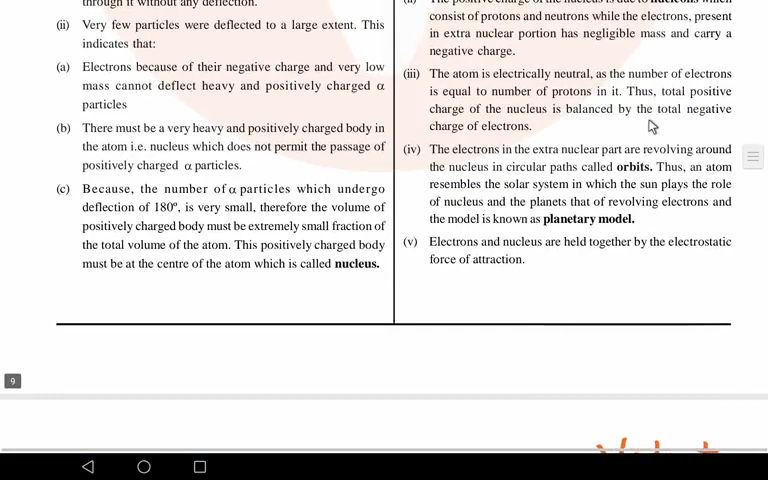 through it without any deflection.
(ii) Very few particles were deflected to a large extent. This
indicates that:
(a) Electrons because of their negative charge and very low
mass cannot deflect heavy and positively charged α
particles
(b) There must be a very heavy and positively charged body in
the atom i.e. nucleus which does not permit the passage of
positively charged α particles.
(c) Because, the number of α particles which undergo
deflection of 180º, is very small, therefore the volume of
positively charged body must be extremely small fraction of
the total volume of the atom. This positively charged body
must be at the centre of the atom which is called nucleus.
consist of protons and neutrons while the electrons, present
in extra nuclear portion has negligible mass and carry a
negative charge.
(iii) The atom is electrically neutral, as the number of electrons
is equal to number of protons in it. Thus, total positive
charge of the nucleus is balanced by the total negative
charge of electrons.
(iv) The electrons in the extra nuclear part are revolving around
the nucleus in circular paths called orbits. Thus, an atom
resembles the solar system in which the sun plays the role
of nucleus and the planets that of revolving electrons and
the model is known as planetary model.
(v) Electrons and nucleus are held together by the electrostatic
force of attraction.
9